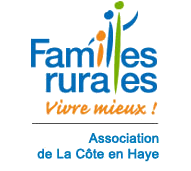 Familles
rurales
Vivre mieux !
Association
de La Côte en Haye